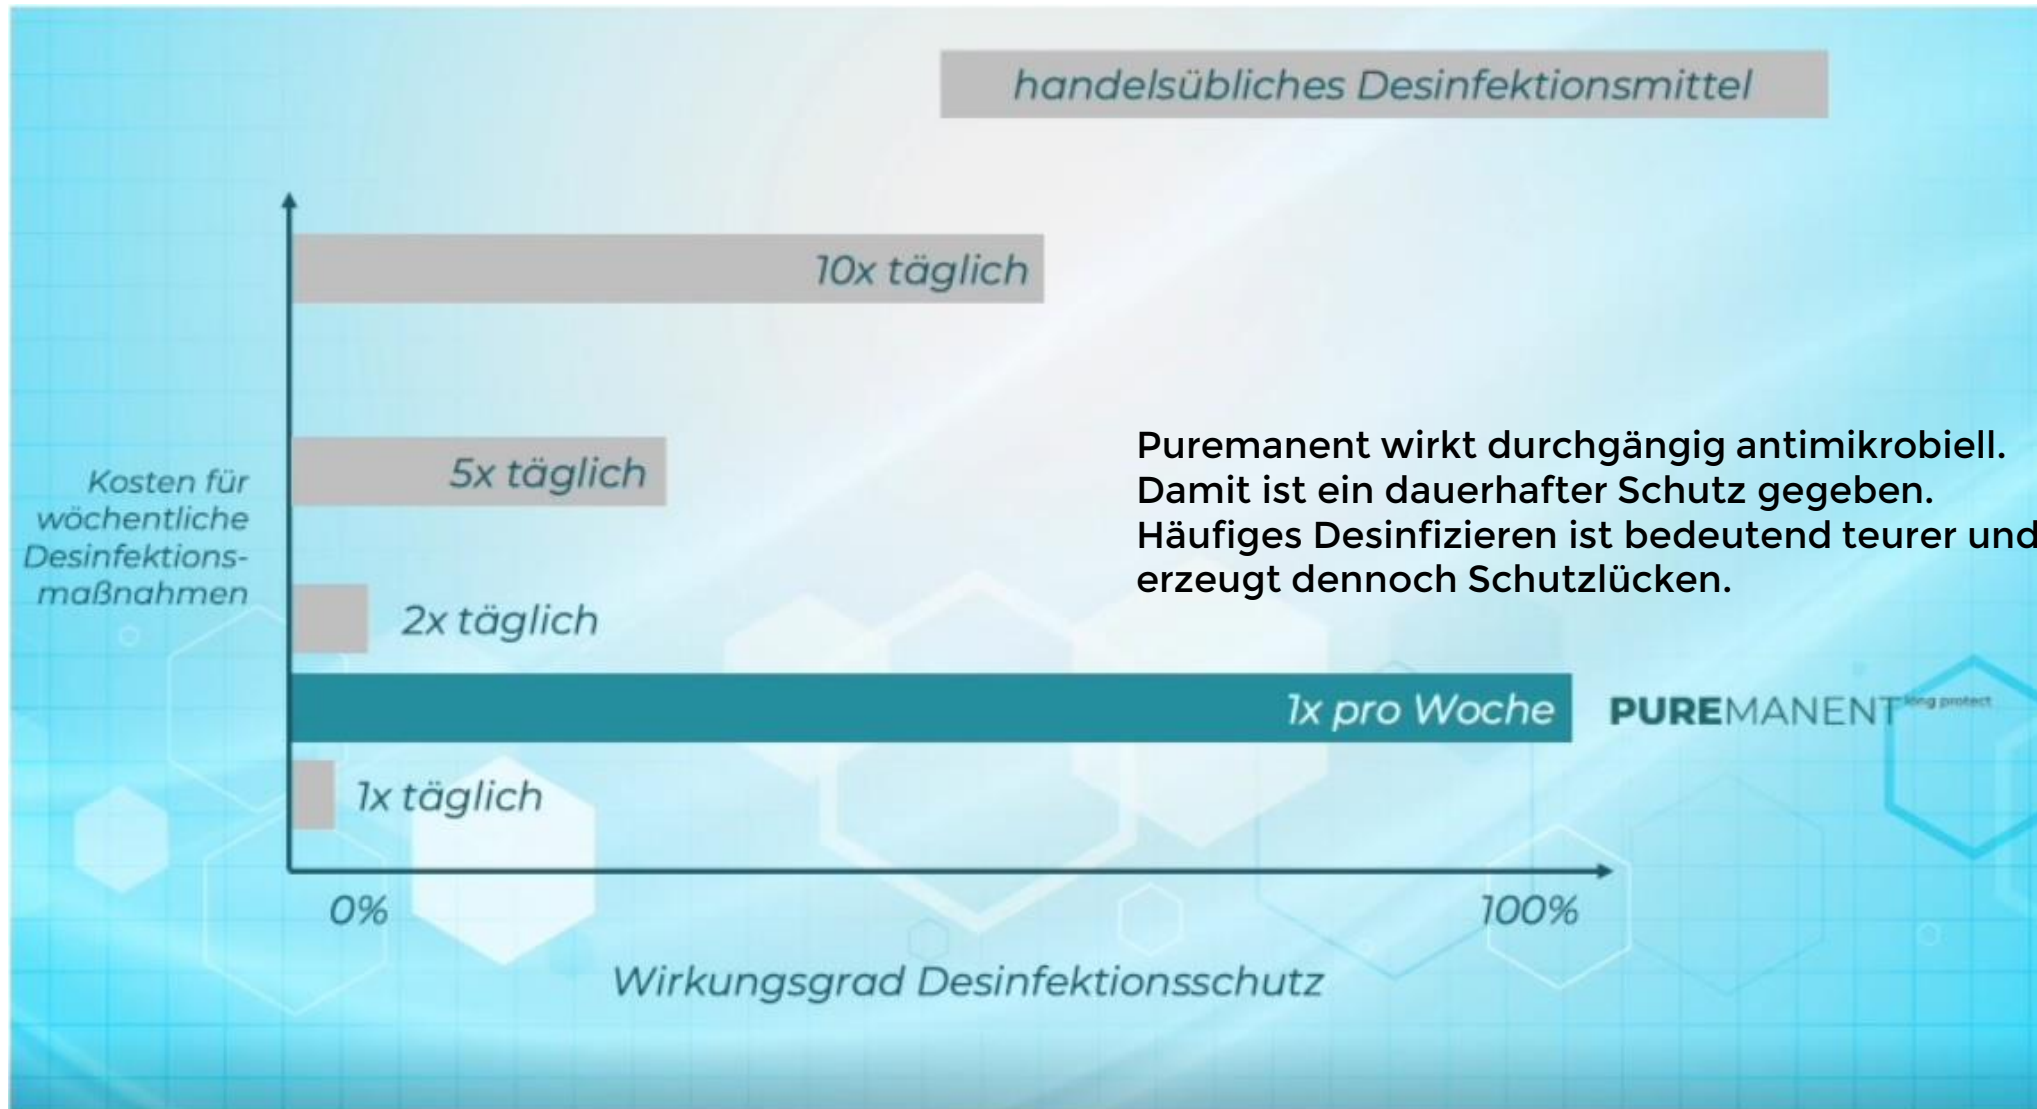 handelsübliches Desinfektionsmittel
10x täglich
5x täglich
Kosten für
wöchentliche
Desinfektions-
maßnahmen
Puremanent wirkt durchgängig antimikrobiell.
Damit ist ein dauerhafter Schutz gegeben.
Häufiges Desinfizieren ist bedeutend teurer und
erzeugt dennoch Schutzlücken.
2x täglich
1x pro Woche
PUREMANENT long protect
1x täglich
0%
100%
Wirkungsgrad Desinfektionsschutz